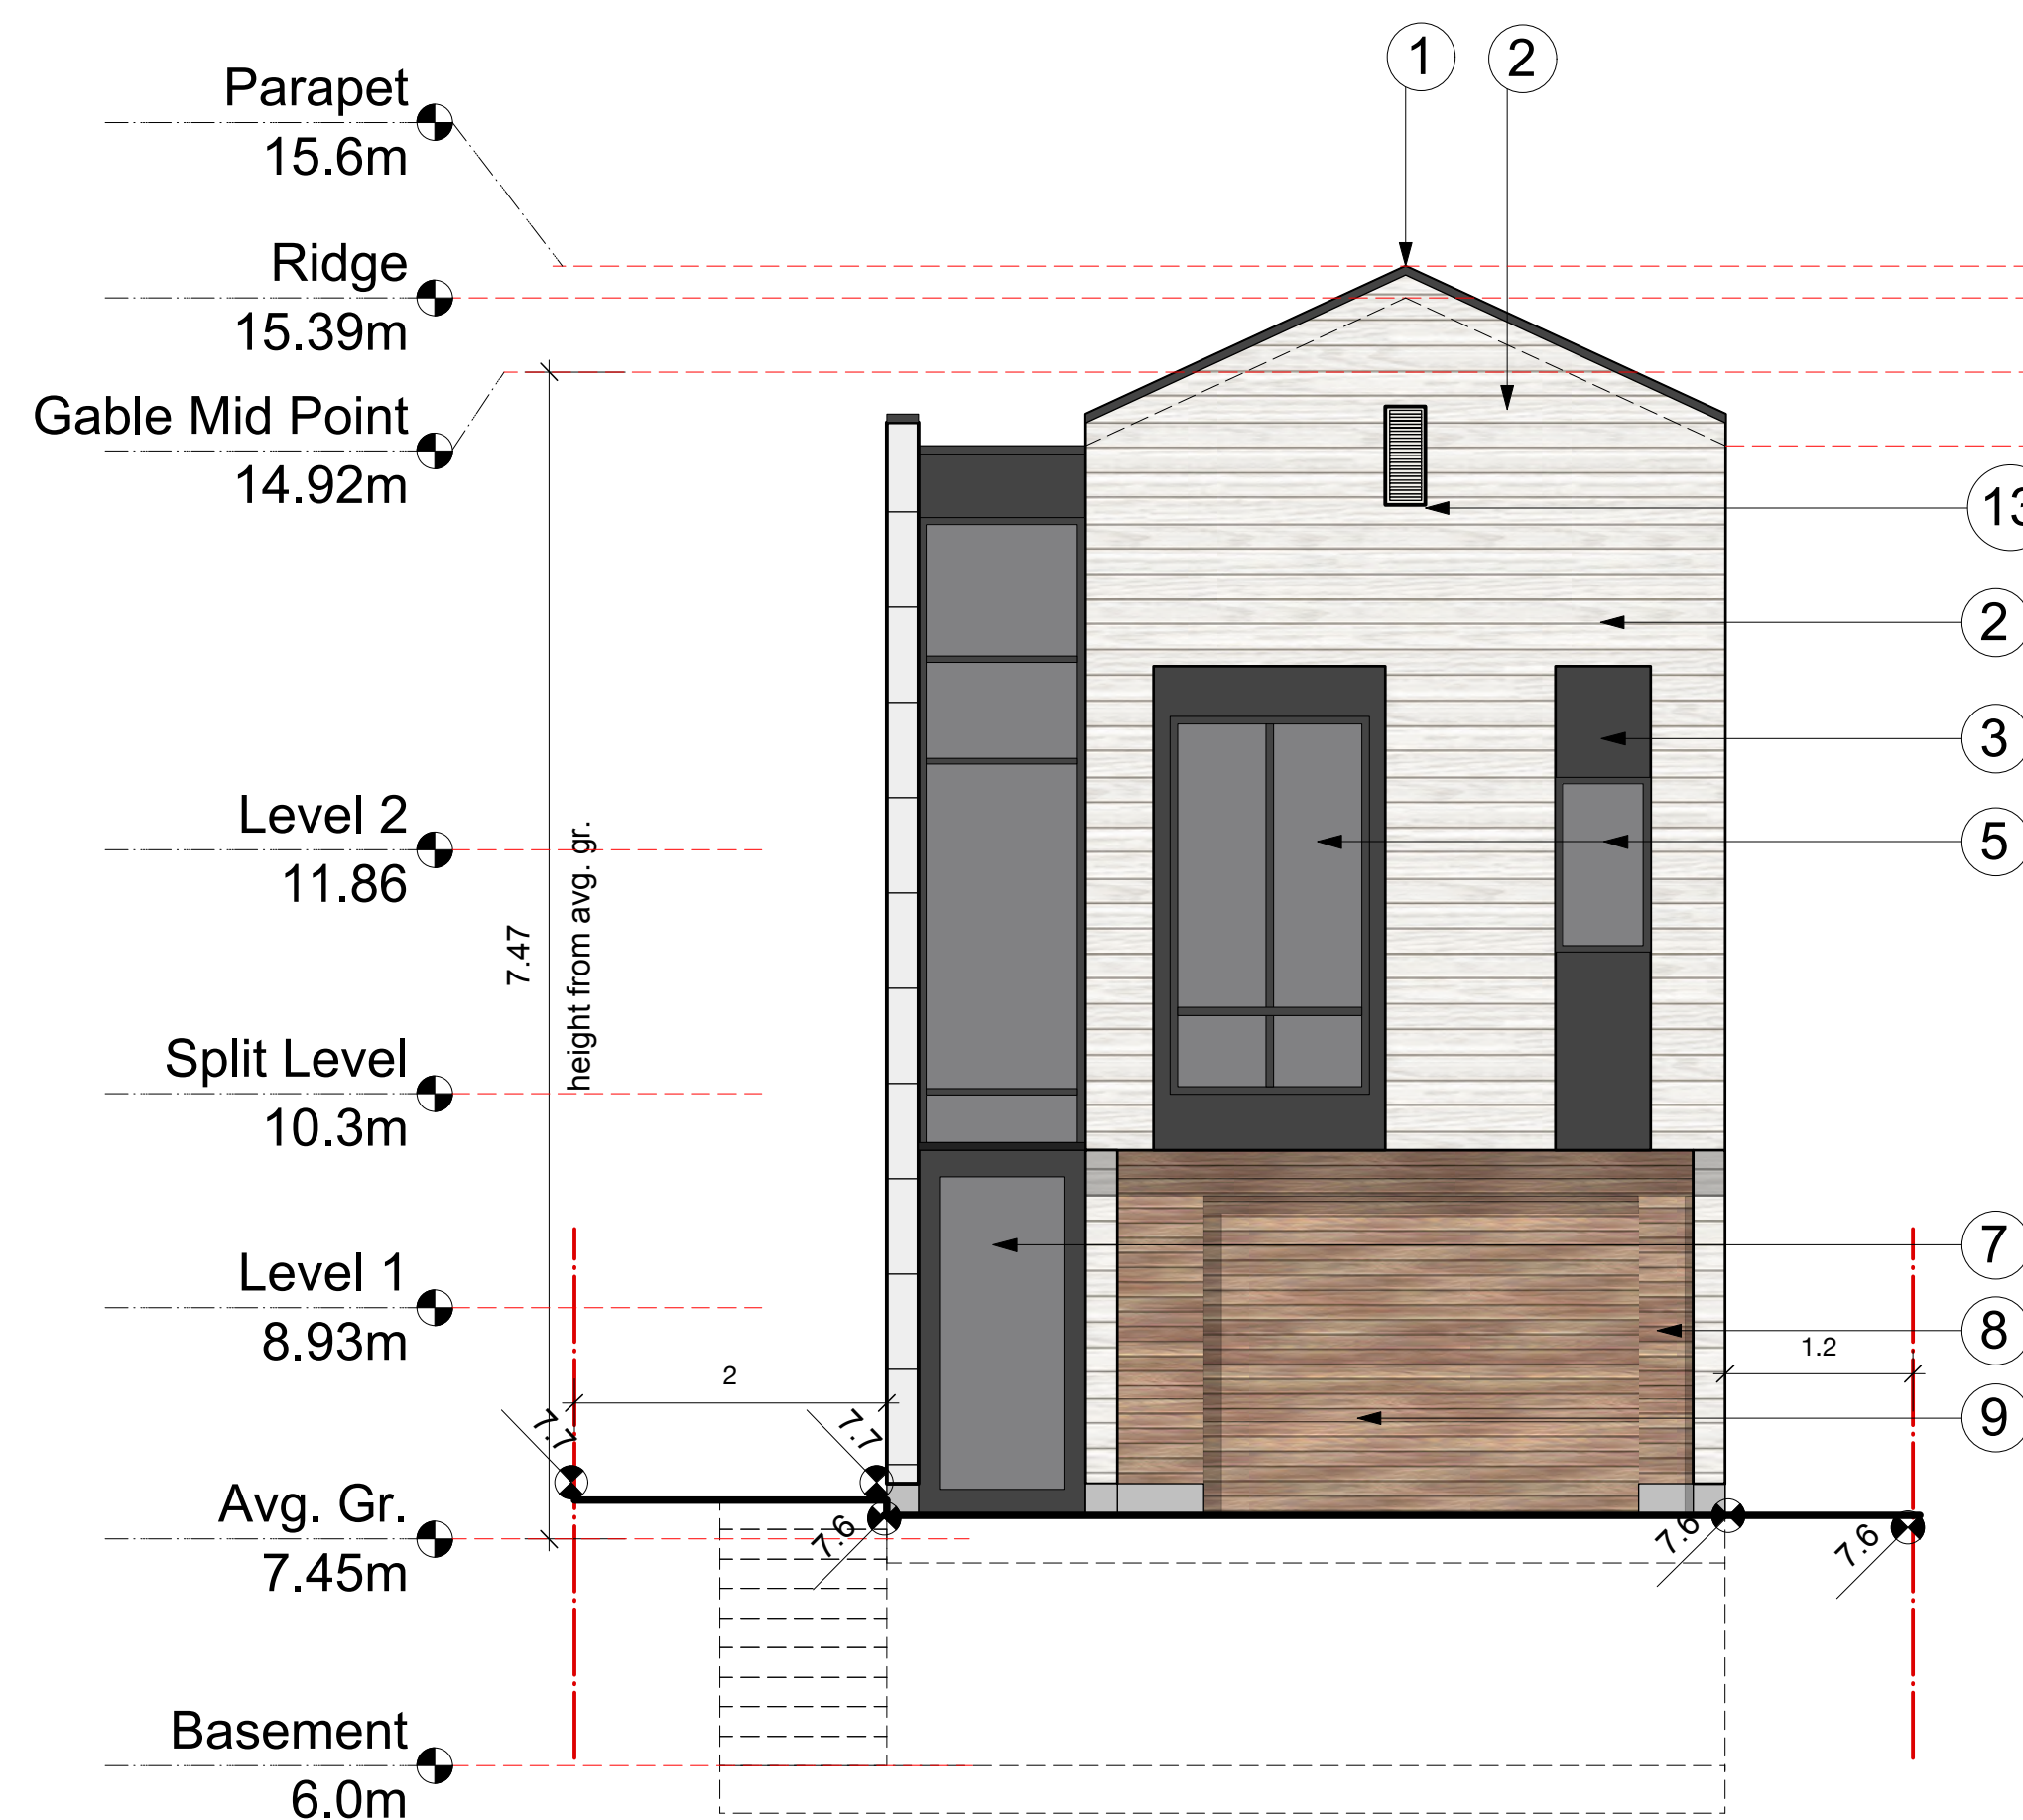 1 2
Parapet
15.6m
Ridge
15.39m
Gable Mid Point
14.92m
13
2
3
Level 2
11.86
5
height from avg. gr.
7.47
Split Level
10.3m
7
Level 1
8.93m
8
1.2
2
9
7.7
7.7
Avg. Gr.
7.45m
7.6
7.6
7.6
Basement
6.0m